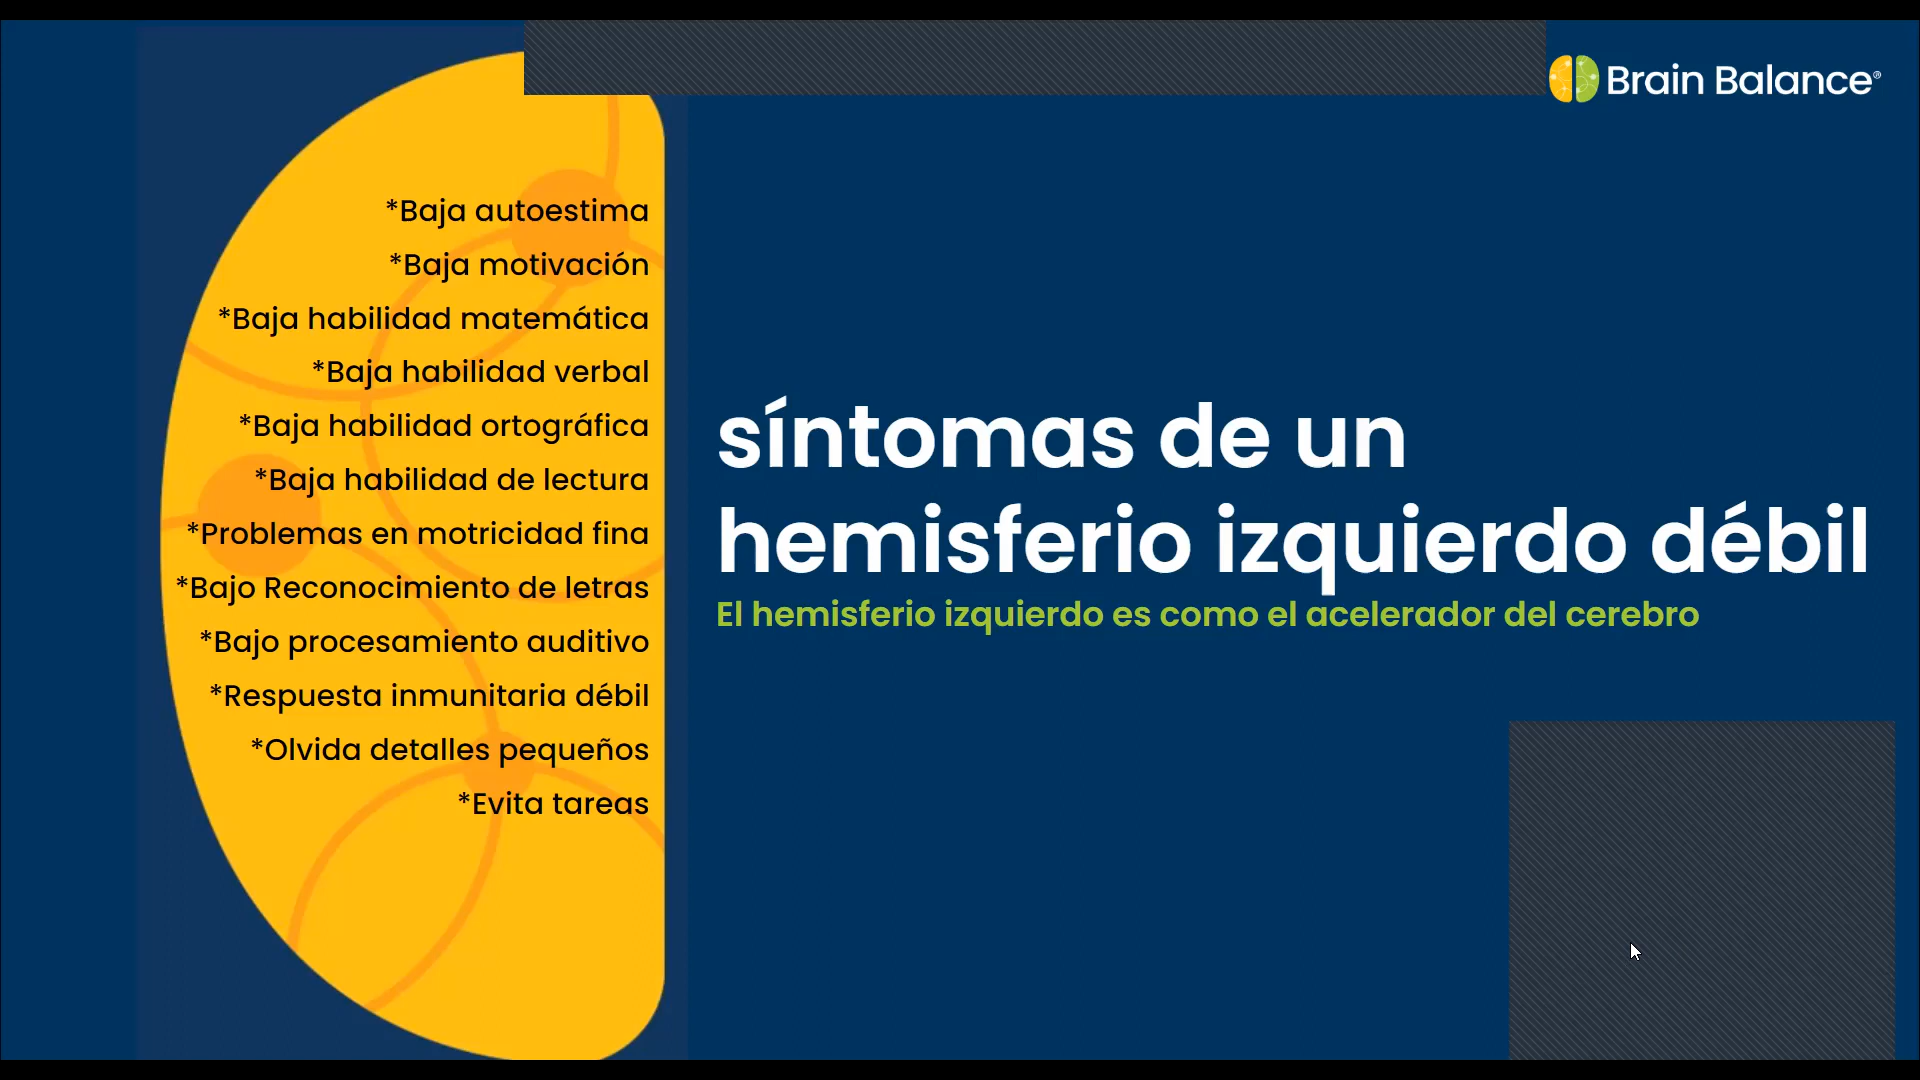 Brain Balance®
*Baja autoestima
*Baja motivación
*Baja habilidad matemática
*Baja habilidad verbal
*Baja habilidad ortográfica
*Baja habilidad de lectura
*Problemas en motricidad fina
*Bajo Reconocimiento de letras
*Bajo procesamiento auditivo
*Respuesta inmunitaria débil
*Olvida detalles pequeños
*Evita tareas
síntomas de un
hemisferio izquierdo débil
El hemisferio izquierdo es como el acelerador del cerebro